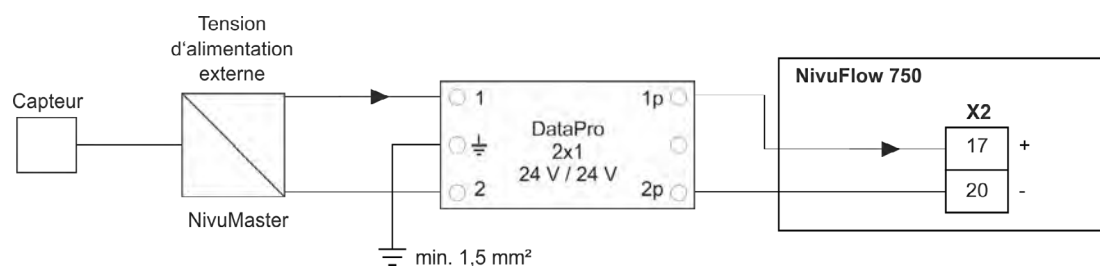 Tension
d'alimentation
externe
Capteur
NivuMaster
1
2
DataPro
2x1
24 V / 24 V
1p
2p
min. 1,5 mm²
NivuFlow 750
X2
17 +
20 -